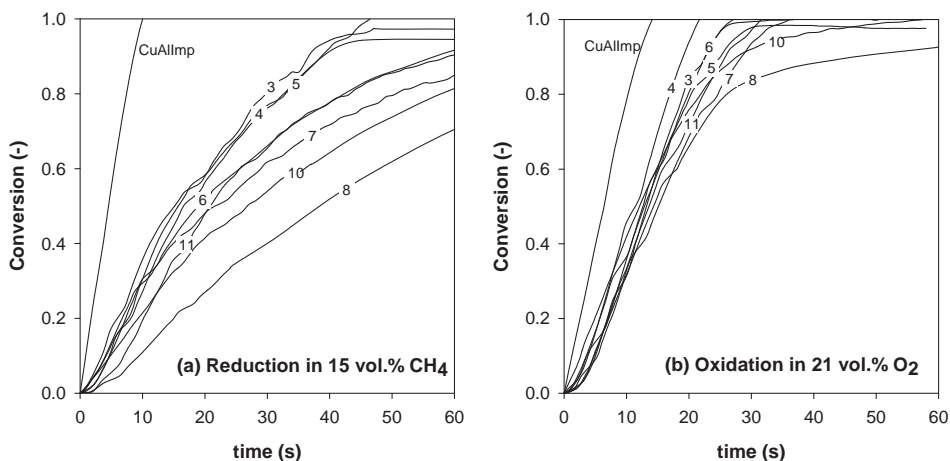 1.0
0.8
0.6
0.4
0.2
0.0
Conversion (-)
CuAlImp
3
5
4
7
6
10
8
11
(a) Reduction in 15 vol.% CH4
0 10 20 30 40 50 60
time (s)
1.0
0.8
0.6
0.4
0.2
0.0
Conversion (-)
CuAlImp
6
10
5
4
3
7
8
11
(b) Oxidation in 21 vol.% O2
0 10 20 30 40 50 60
time (s)